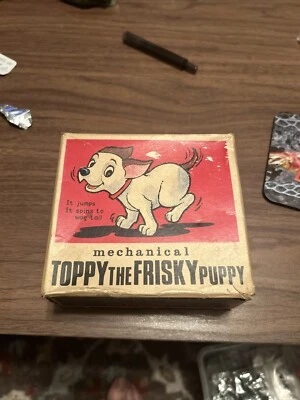 It jumps
It spins to
wag tail
mechanical
TOPPY THE FRISKY PUPPY